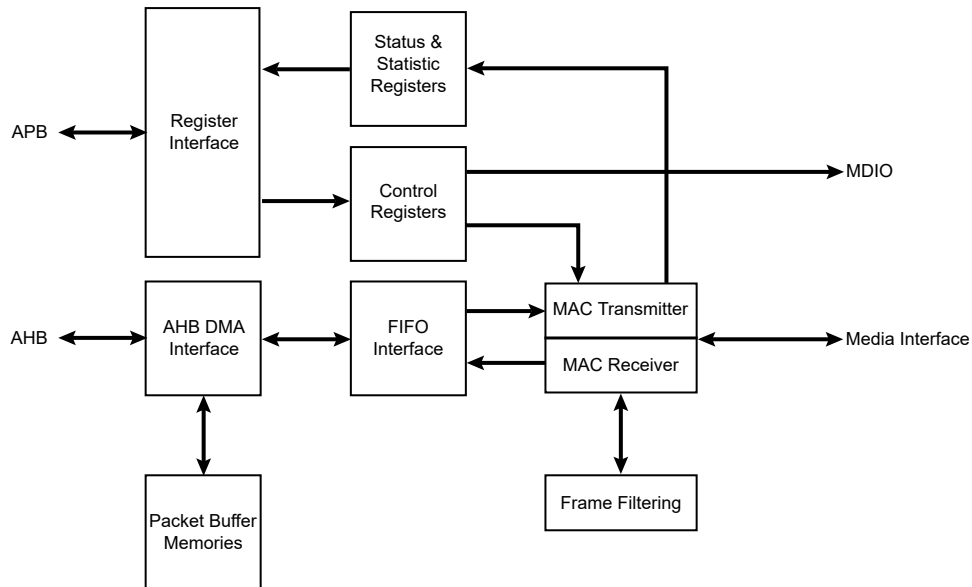 Status &
Statistic
Registers
APB
Register
Interface
MDIO
Control
Registers
MAC Transmitter
AHB
AHB DMA
Interface
FIFO
Interface
Media Interface
MAC Receiver
Packet Buffer
Memories
Frame Filtering